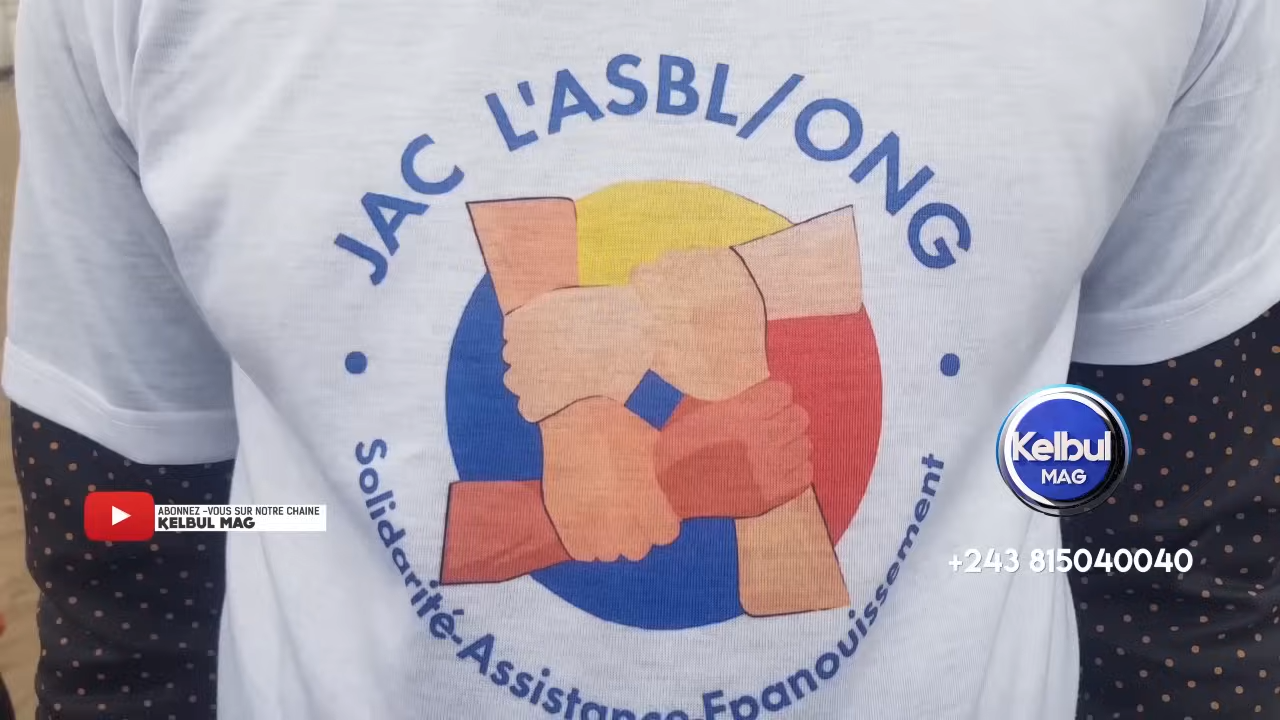 JAC L'ASBL/ONG
Solidarité-Assistance-Epanouissement
Kelbul
MAG
ABONNEZ -VOUS SUR NOTRE CHAINE
KELBUL MAG
+243 815040040